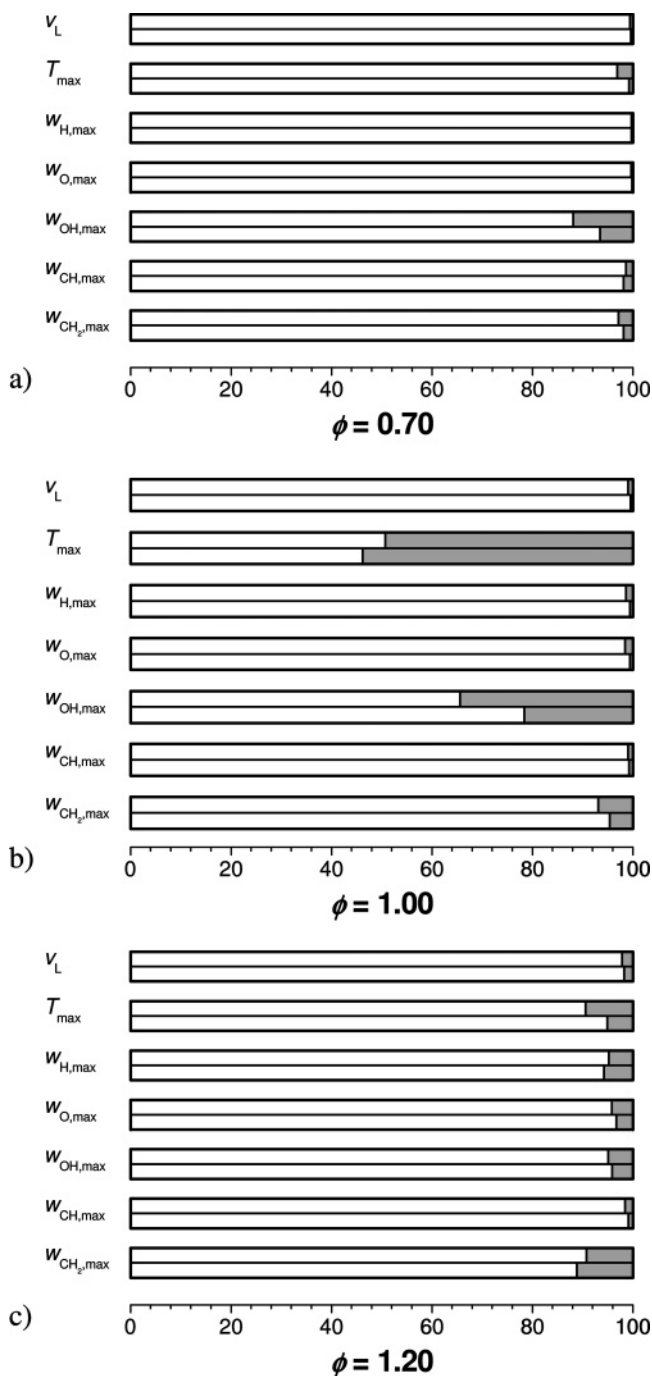 v_L
T_max
w_H,max
w_O,max
w_OH,max
w_CH,max
w_CH₂,max
a)
0 20 40 60 80 100
ϕ = 0.70
v_L
T_max
w_H,max
w_O,max
w_OH,max
w_CH,max
w_CH₂,max
b)
0 20 40 60 80 100
ϕ = 1.00
v_L
T_max
w_H,max
w_O,max
w_OH,max
w_CH,max
w_CH₂,max
c)
0 20 40 60 80 100
ϕ = 1.20